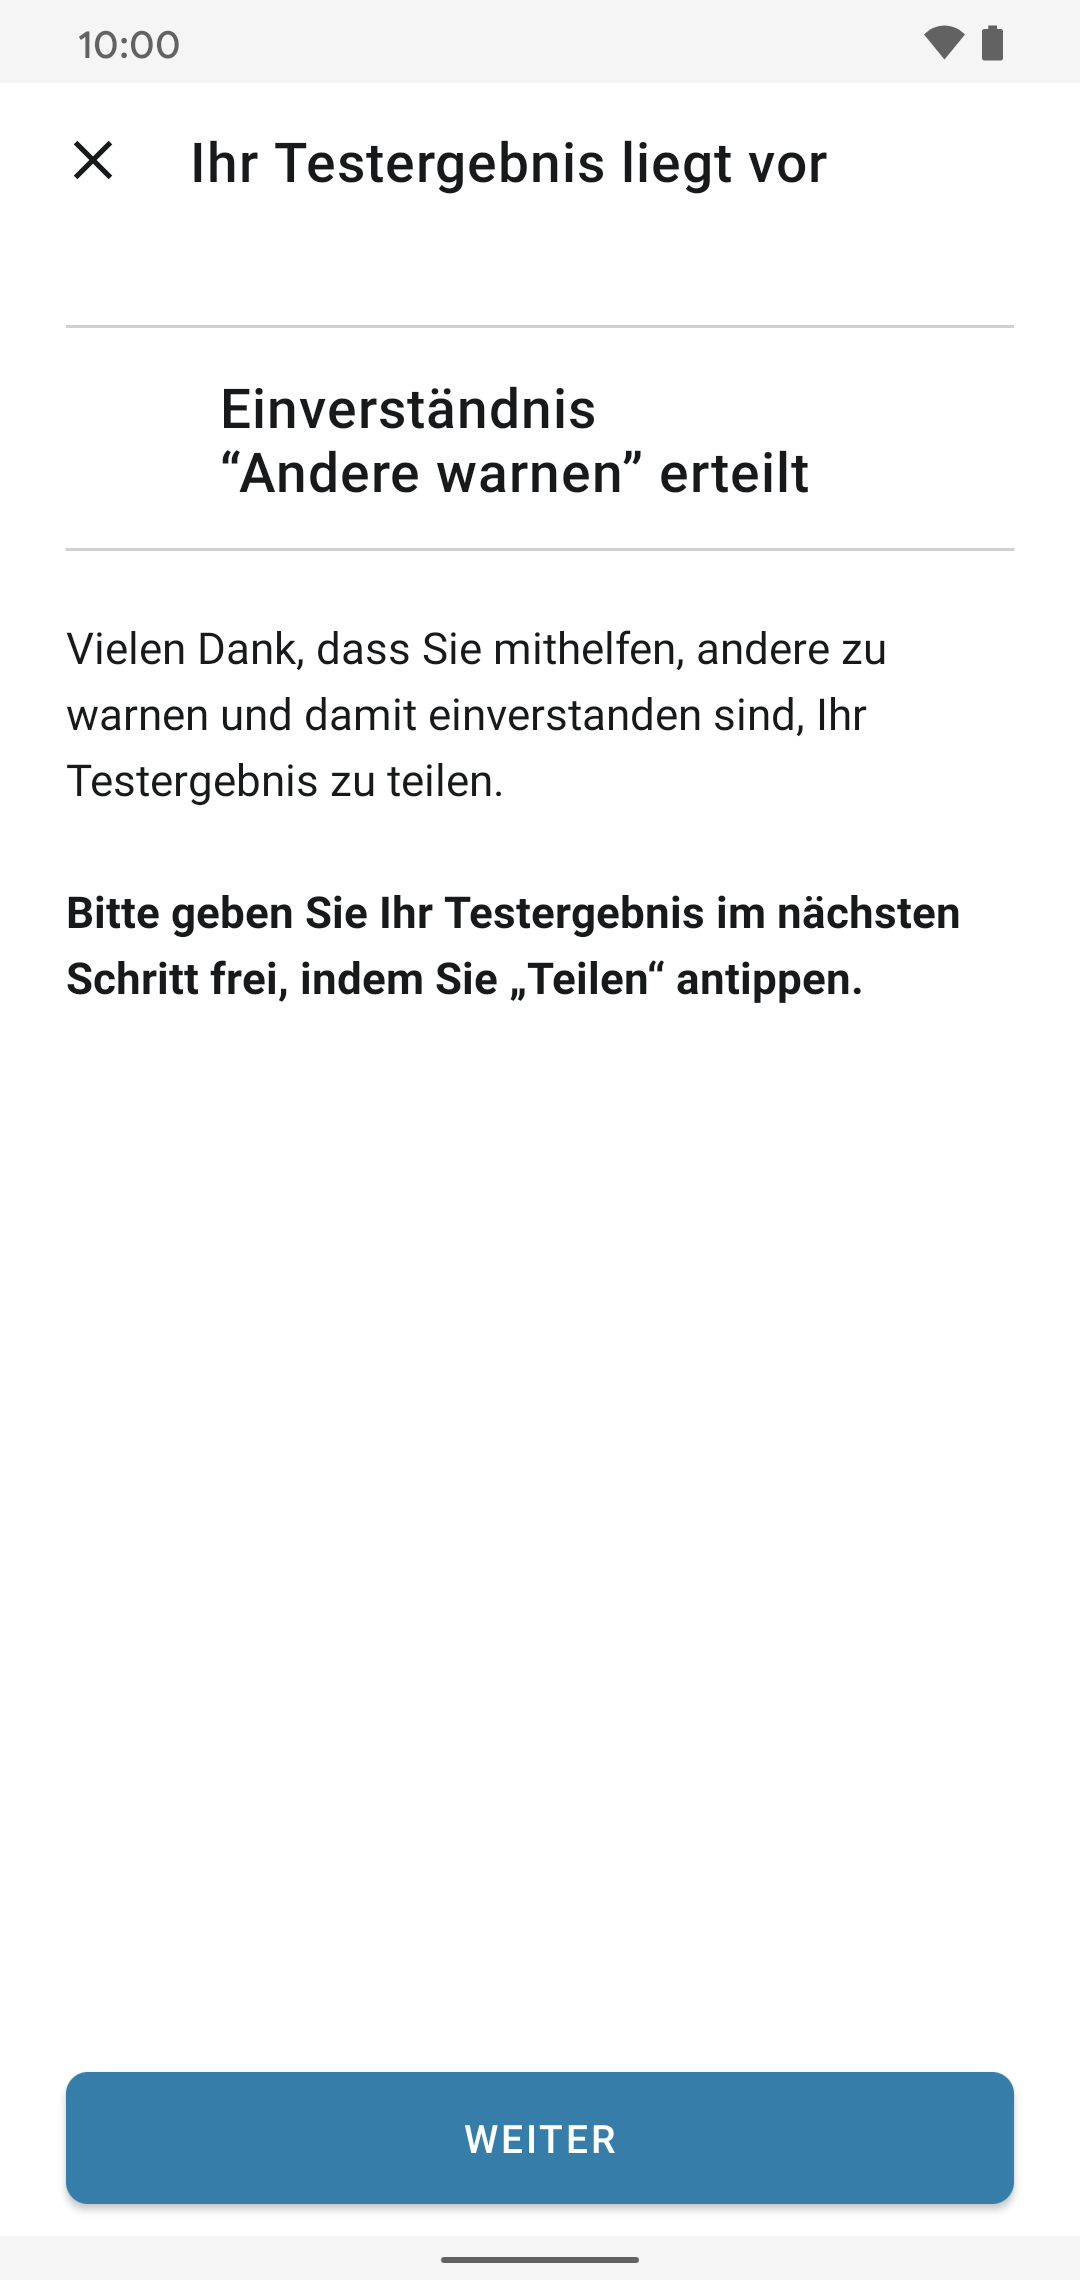 10:00
Ihr Testergebnis liegt vor
Einverständnis
“Andere warnen” erteilt
Vielen Dank, dass Sie mithelfen, andere zu
warnen und damit einverstanden sind, Ihr
Testergebnis zu teilen.
Bitte geben Sie Ihr Testergebnis im nächsten
Schritt frei, indem Sie „Teilen“ antippen.
WEITER